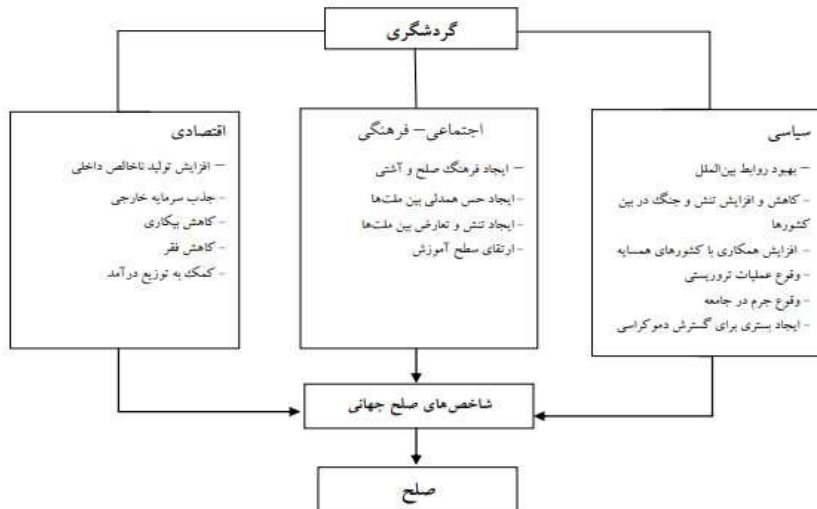 گردشگری
سیاسی
– بهبود روابط بین‌الملل
– کاهش و افزایش تنش و جنگ در بین
کشورها
– افزایش همکاری با کشورهای همسایه
– وقوع عملیات تروریستی
– وقوع جرم در جامعه
– ایجاد بستری برای گسترش دموکراسی
اجتماعی – فرهنگی
– ایجاد فرهنگ صلح و آشتی
– ایجاد حس همدلی بین ملت‌ها
– ایجاد تنش و تعارض بین ملت‌ها
– ارتقای سطح آموزش
اقتصادی
– افزایش تولید ناخالص داخلی
– جذب سرمایه خارجی
– کاهش بیکاری
– کاهش فقر
– کمک به توزیع درآمد
شاخص‌های صلح جهانی
صلح